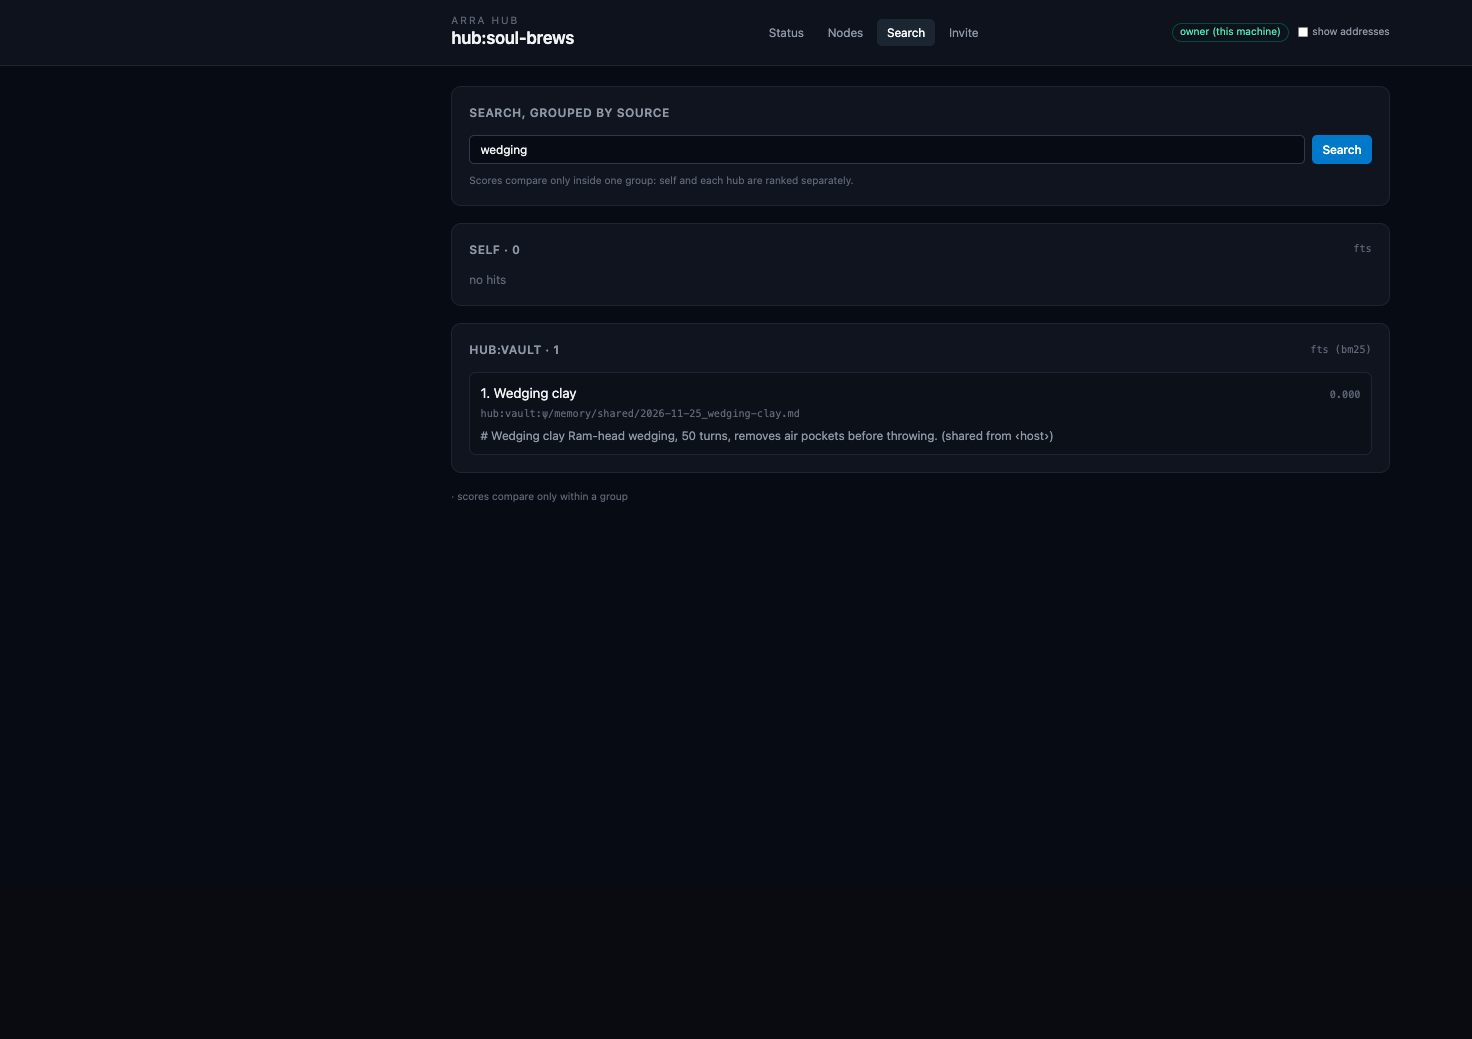 ARRA HUB
hub:soul-brews
Status Nodes Search Invite
owner (this machine) show addresses
SEARCH, GROUPED BY SOURCE
wedging Search
Scores compare only inside one group: self and each hub are ranked separately.
SELF · 0 fts
no hits
HUB:VAULT · 1 fts (bm25)
1. Wedging clay 0.000
hub:vault:ψ/memory/shared/2026-11-25_wedging-clay.md
# Wedging clay Ram-head wedging, 50 turns, removes air pockets before throwing. (shared from ‹host›)
· scores compare only within a group